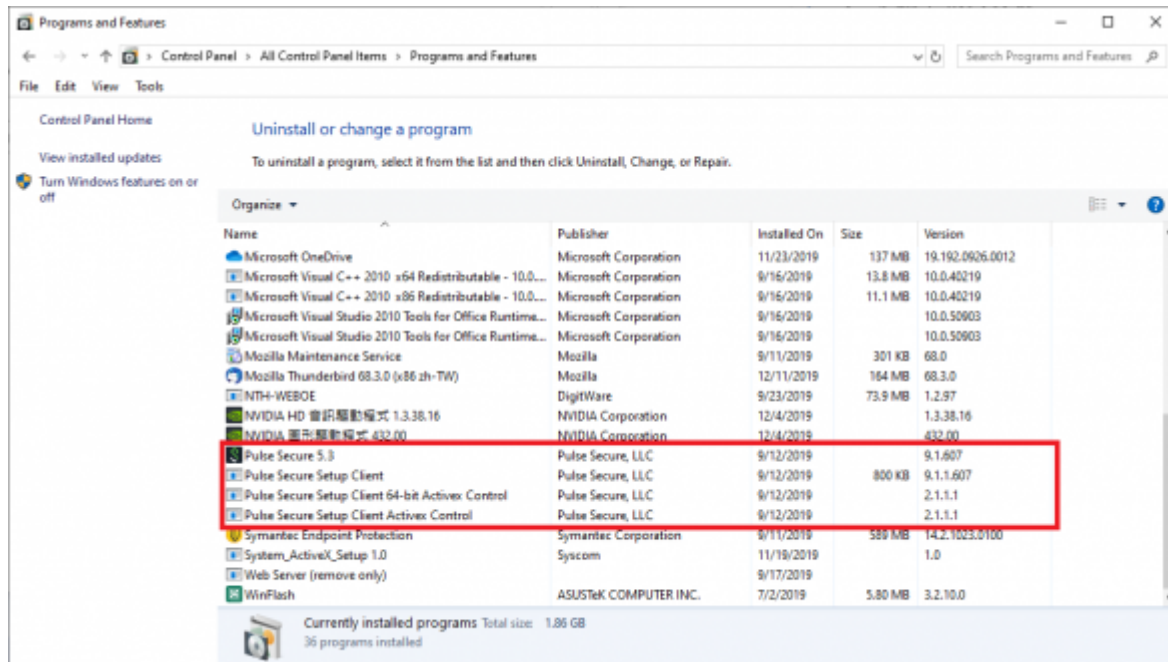 Programs and Features
Control Panel > All Control Panel Items > Programs and Features
Search Programs and Features
File Edit View Tools
Control Panel Home
View installed updates
Turn Windows features on or
off
Uninstall or change a program
To uninstall a program, select it from the list and then click Uninstall, Change, or Repair.
Organize
Name Publisher Installed On Size Version
Microsoft OneDrive Microsoft Corporation 11/23/2019 137 MB 19.192.0926.0012
Microsoft Visual C++ 2010 x64 Redistributable - 10.0.... Microsoft Corporation 9/16/2019 13.8 MB 10.0.40219
Microsoft Visual C++ 2010 x86 Redistributable - 10.0.... Microsoft Corporation 9/16/2019 11.1 MB 10.0.40219
Microsoft Visual Studio 2010 Tools for Office Runtime... Microsoft Corporation 9/16/2019 10.0.50903
Microsoft Visual Studio 2010 Tools for Office Runtime... Microsoft Corporation 9/16/2019 10.0.50903
Mozilla Maintenance Service Mozilla 9/11/2019 301 KB 68.0
Mozilla Thunderbird 68.3.0 (x86 zh-TW) Mozilla 12/11/2019 164 MB 68.3.0
NTH-WEBOE DigitWare 9/23/2019 73.9 MB 1.2.97
NVIDIA HD 音訊驅動程式 1.3.38.16 NVIDIA Corporation 12/4/2019 1.3.38.16
NVIDIA 圖形驅動程式 432.00 NVIDIA Corporation 12/4/2019 432.00
Pulse Secure 5.3 Pulse Secure, LLC 9/12/2019 9.1.607
Pulse Secure Setup Client Pulse Secure, LLC 9/12/2019 800 KB 9.1.1.607
Pulse Secure Setup Client 64-bit Activex Control Pulse Secure, LLC 9/12/2019 2.1.1.1
Pulse Secure Setup Client Activex Control Pulse Secure, LLC 9/12/2019 2.1.1.1
Symantec Endpoint Protection Symantec Corporation 9/11/2019 589 MB 14.2.1023.0100
System_ActiveX_Setup 1.0 Syscom 11/19/2019 1.0
Web Server (remove only) 9/17/2019
WinFlash ASUSTeK COMPUTER INC. 7/2/2019 5.80 MB 3.2.10.0
Currently installed programs Total size: 1.86 GB
36 programs installed